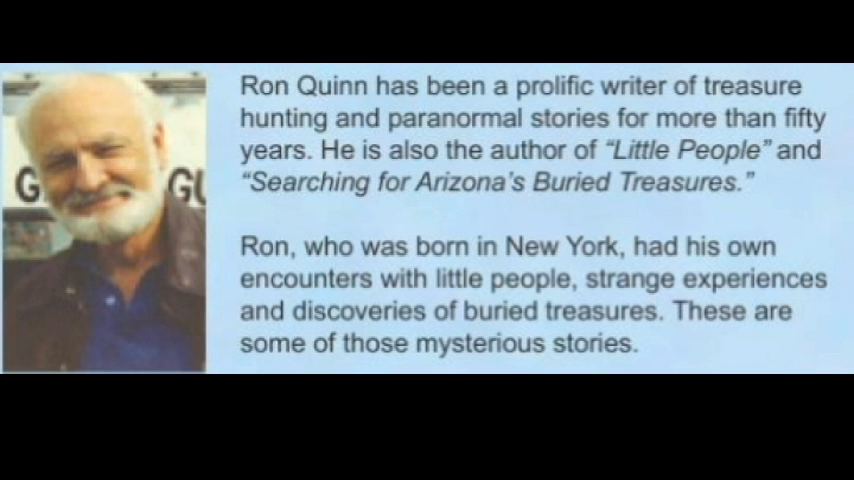 Ron Quinn has been a prolific writer of treasure
hunting and paranormal stories for more than fifty
years. He is also the author of “Little People” and
“Searching for Arizona’s Buried Treasures.”
Ron, who was born in New York, had his own
encounters with little people, strange experiences
and discoveries of buried treasures. These are
some of those mysterious stories.